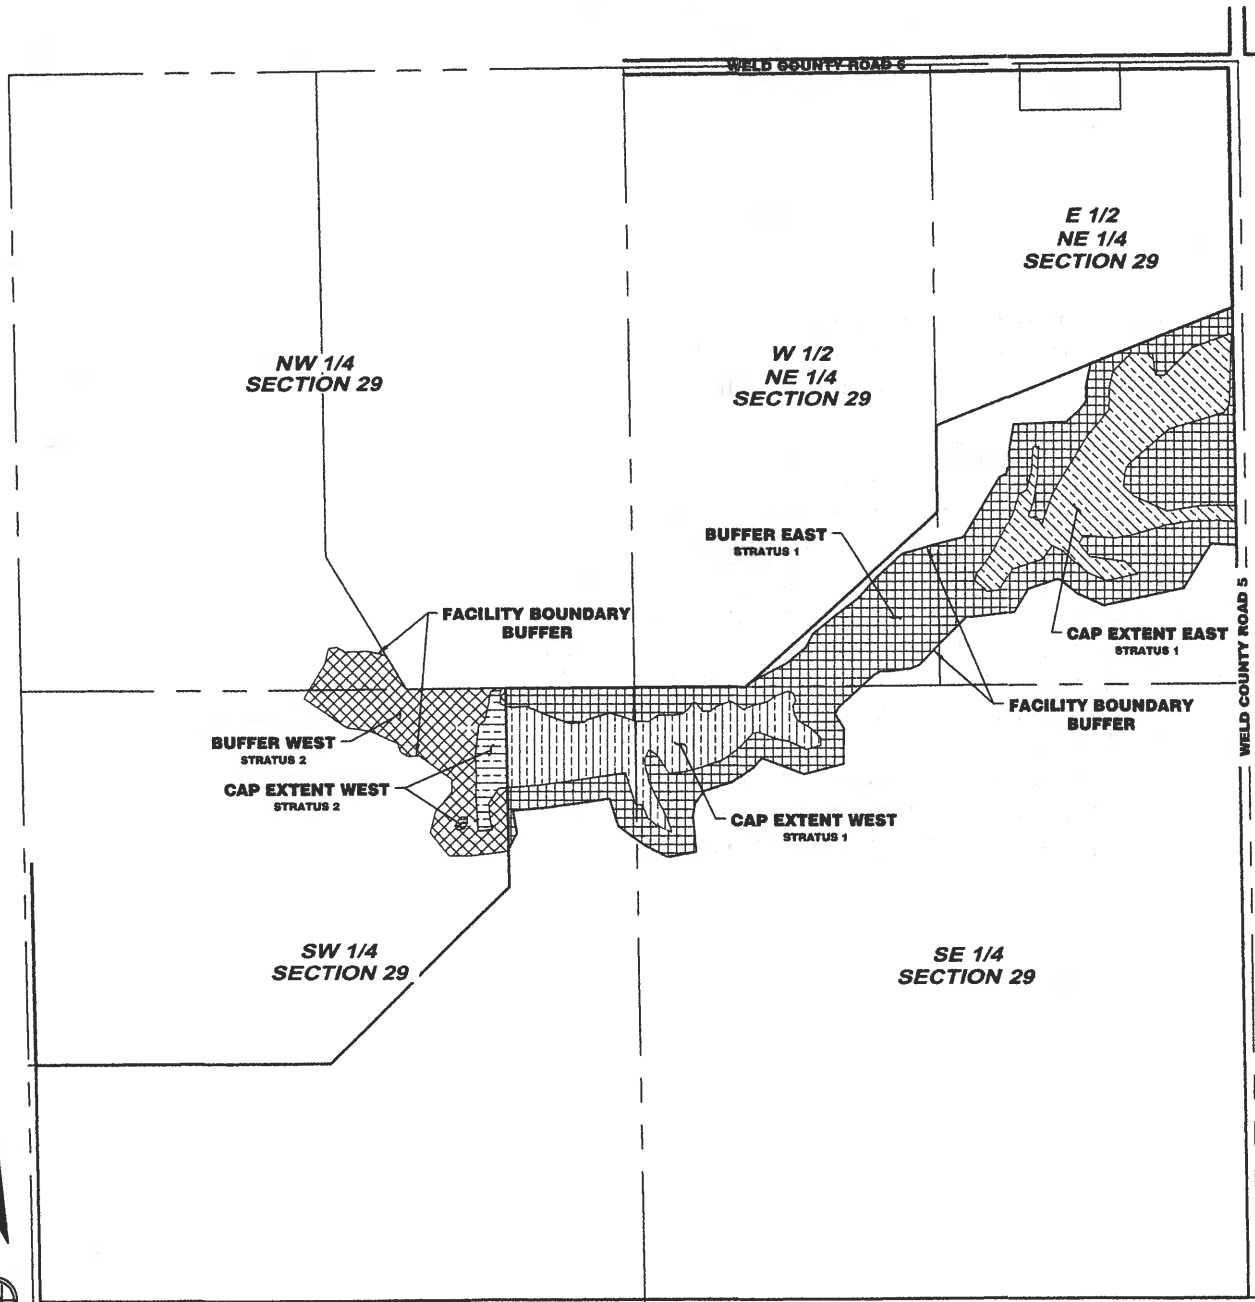 WELD COUNTY ROAD 6
E 1/2
NE 1/4
SECTION 29
NW 1/4
SECTION 29
W 1/2
NE 1/4
SECTION 29
BUFFER EAST
STRATUS 1
FACILITY BOUNDARY
BUFFER
CAP EXTENT EAST
STRATUS 1
WELD COUNTY ROAD 5
FACILITY BOUNDARY
BUFFER
BUFFER WEST
STRATUS 2
CAP EXTENT WEST
STRATUS 2
CAP EXTENT WEST
STRATUS 1
SW 1/4
SECTION 29
SE 1/4
SECTION 29